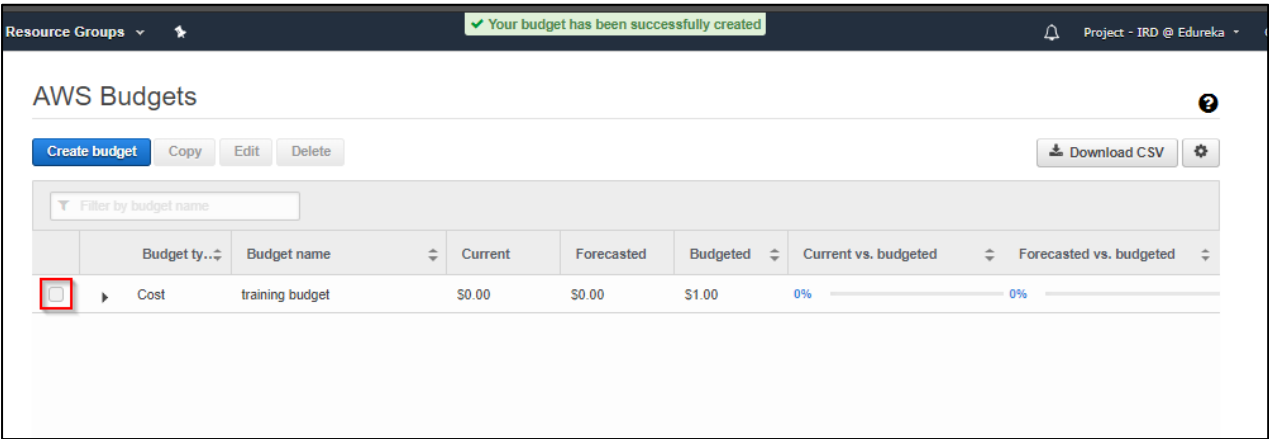 Resource Groups
✔ Your budget has been successfully created
Project - IRD @ Edureka
AWS Budgets
?
Create budget Copy Edit Delete Download CSV
Filter by budget name
Budget ty... Budget name Current Forecasted Budgeted Current vs. budgeted Forecasted vs. budgeted
Cost training budget $0.00 $0.00 $1.00 0% 0%